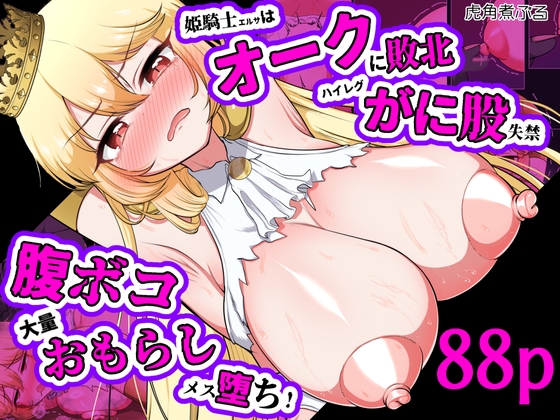 虎角煮ぶる
姫騎士エルサは
オークに敗北
ハイレグがに股失禁
腹ボコ
大量おもらし
メス堕ち!
88p